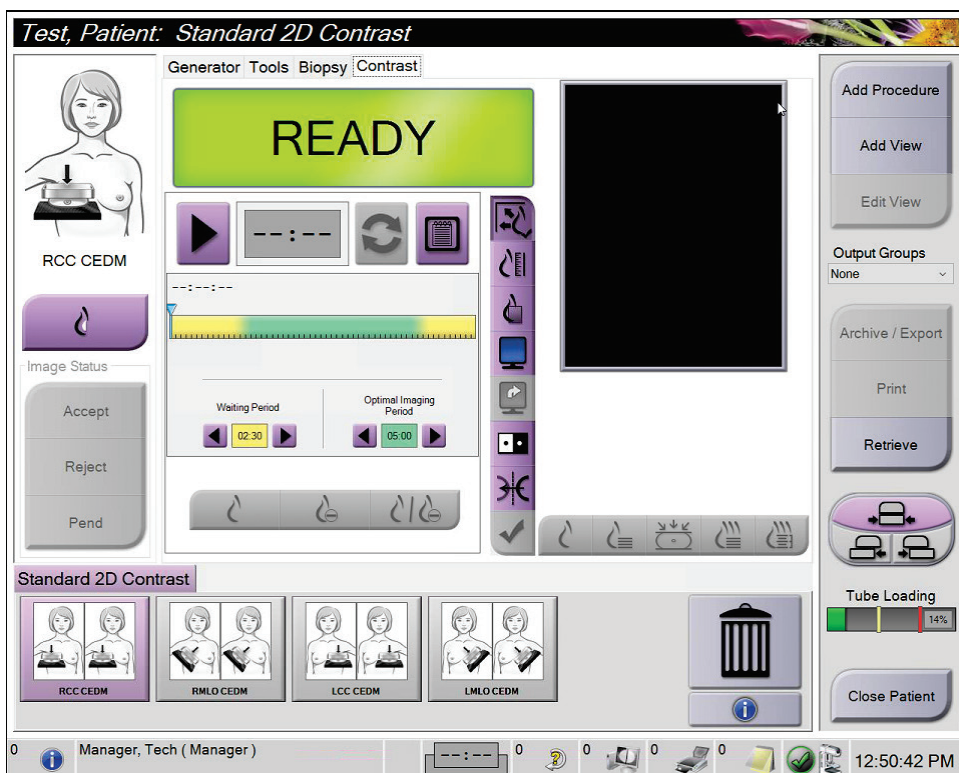 Test, Patient: Standard 2D Contrast
Generator Tools Biopsy Contrast
READY
--:--
RCC CEDM
--:--:--
Waiting Period
02:30
Optimal Imaging
Period
05:00
Image Status
Accept
Reject
Pend
Add Procedure
Add View
Edit View
Output Groups
None
Archive / Export
Print
Retrieve
Tube Loading
14%
Close Patient
Standard 2D Contrast
RCC CEDM
RMLO CEDM
LCC CEDM
LMLO CEDM
0 Manager, Tech ( Manager ) --:-- 0 0 0 0 12:50:42 PM